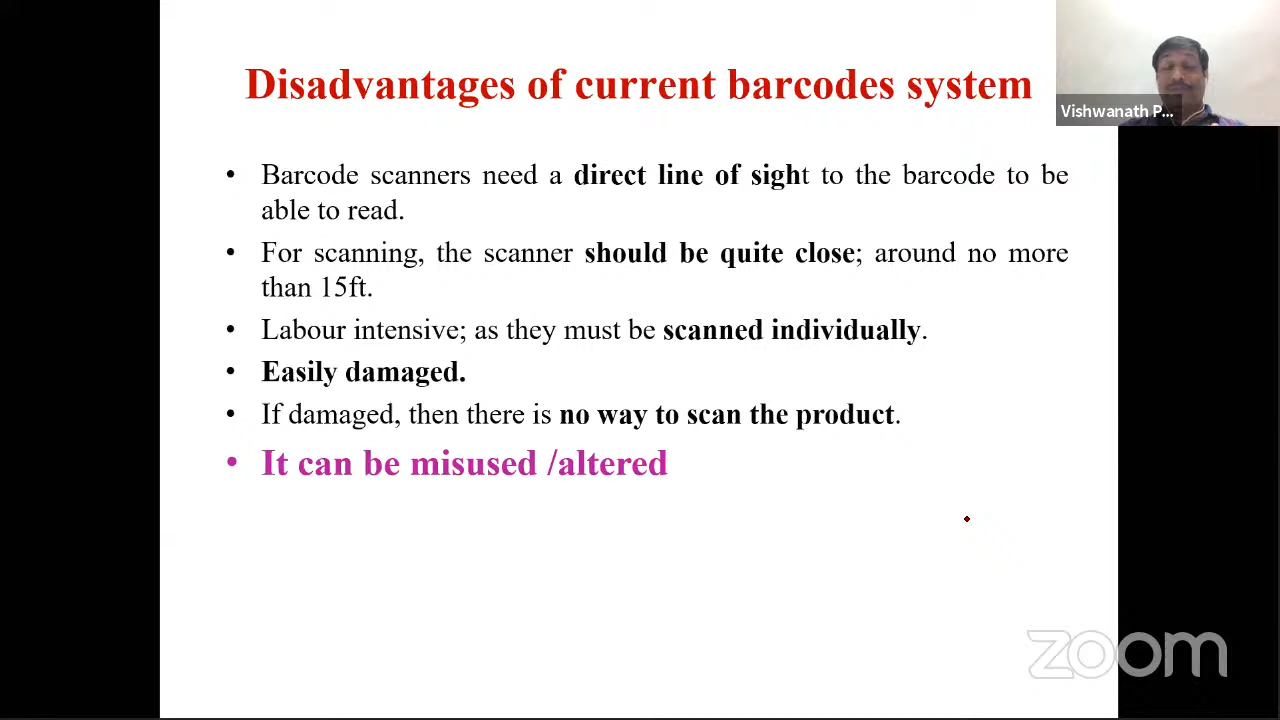 Disadvantages of current barcodes system
Vishwanath P...
• Barcode scanners need a direct line of sight to the barcode to be
able to read.
• For scanning, the scanner should be quite close; around no more
than 15ft.
• Labour intensive; as they must be scanned individually.
• Easily damaged.
• If damaged, then there is no way to scan the product.
• It can be misused /altered
zoom